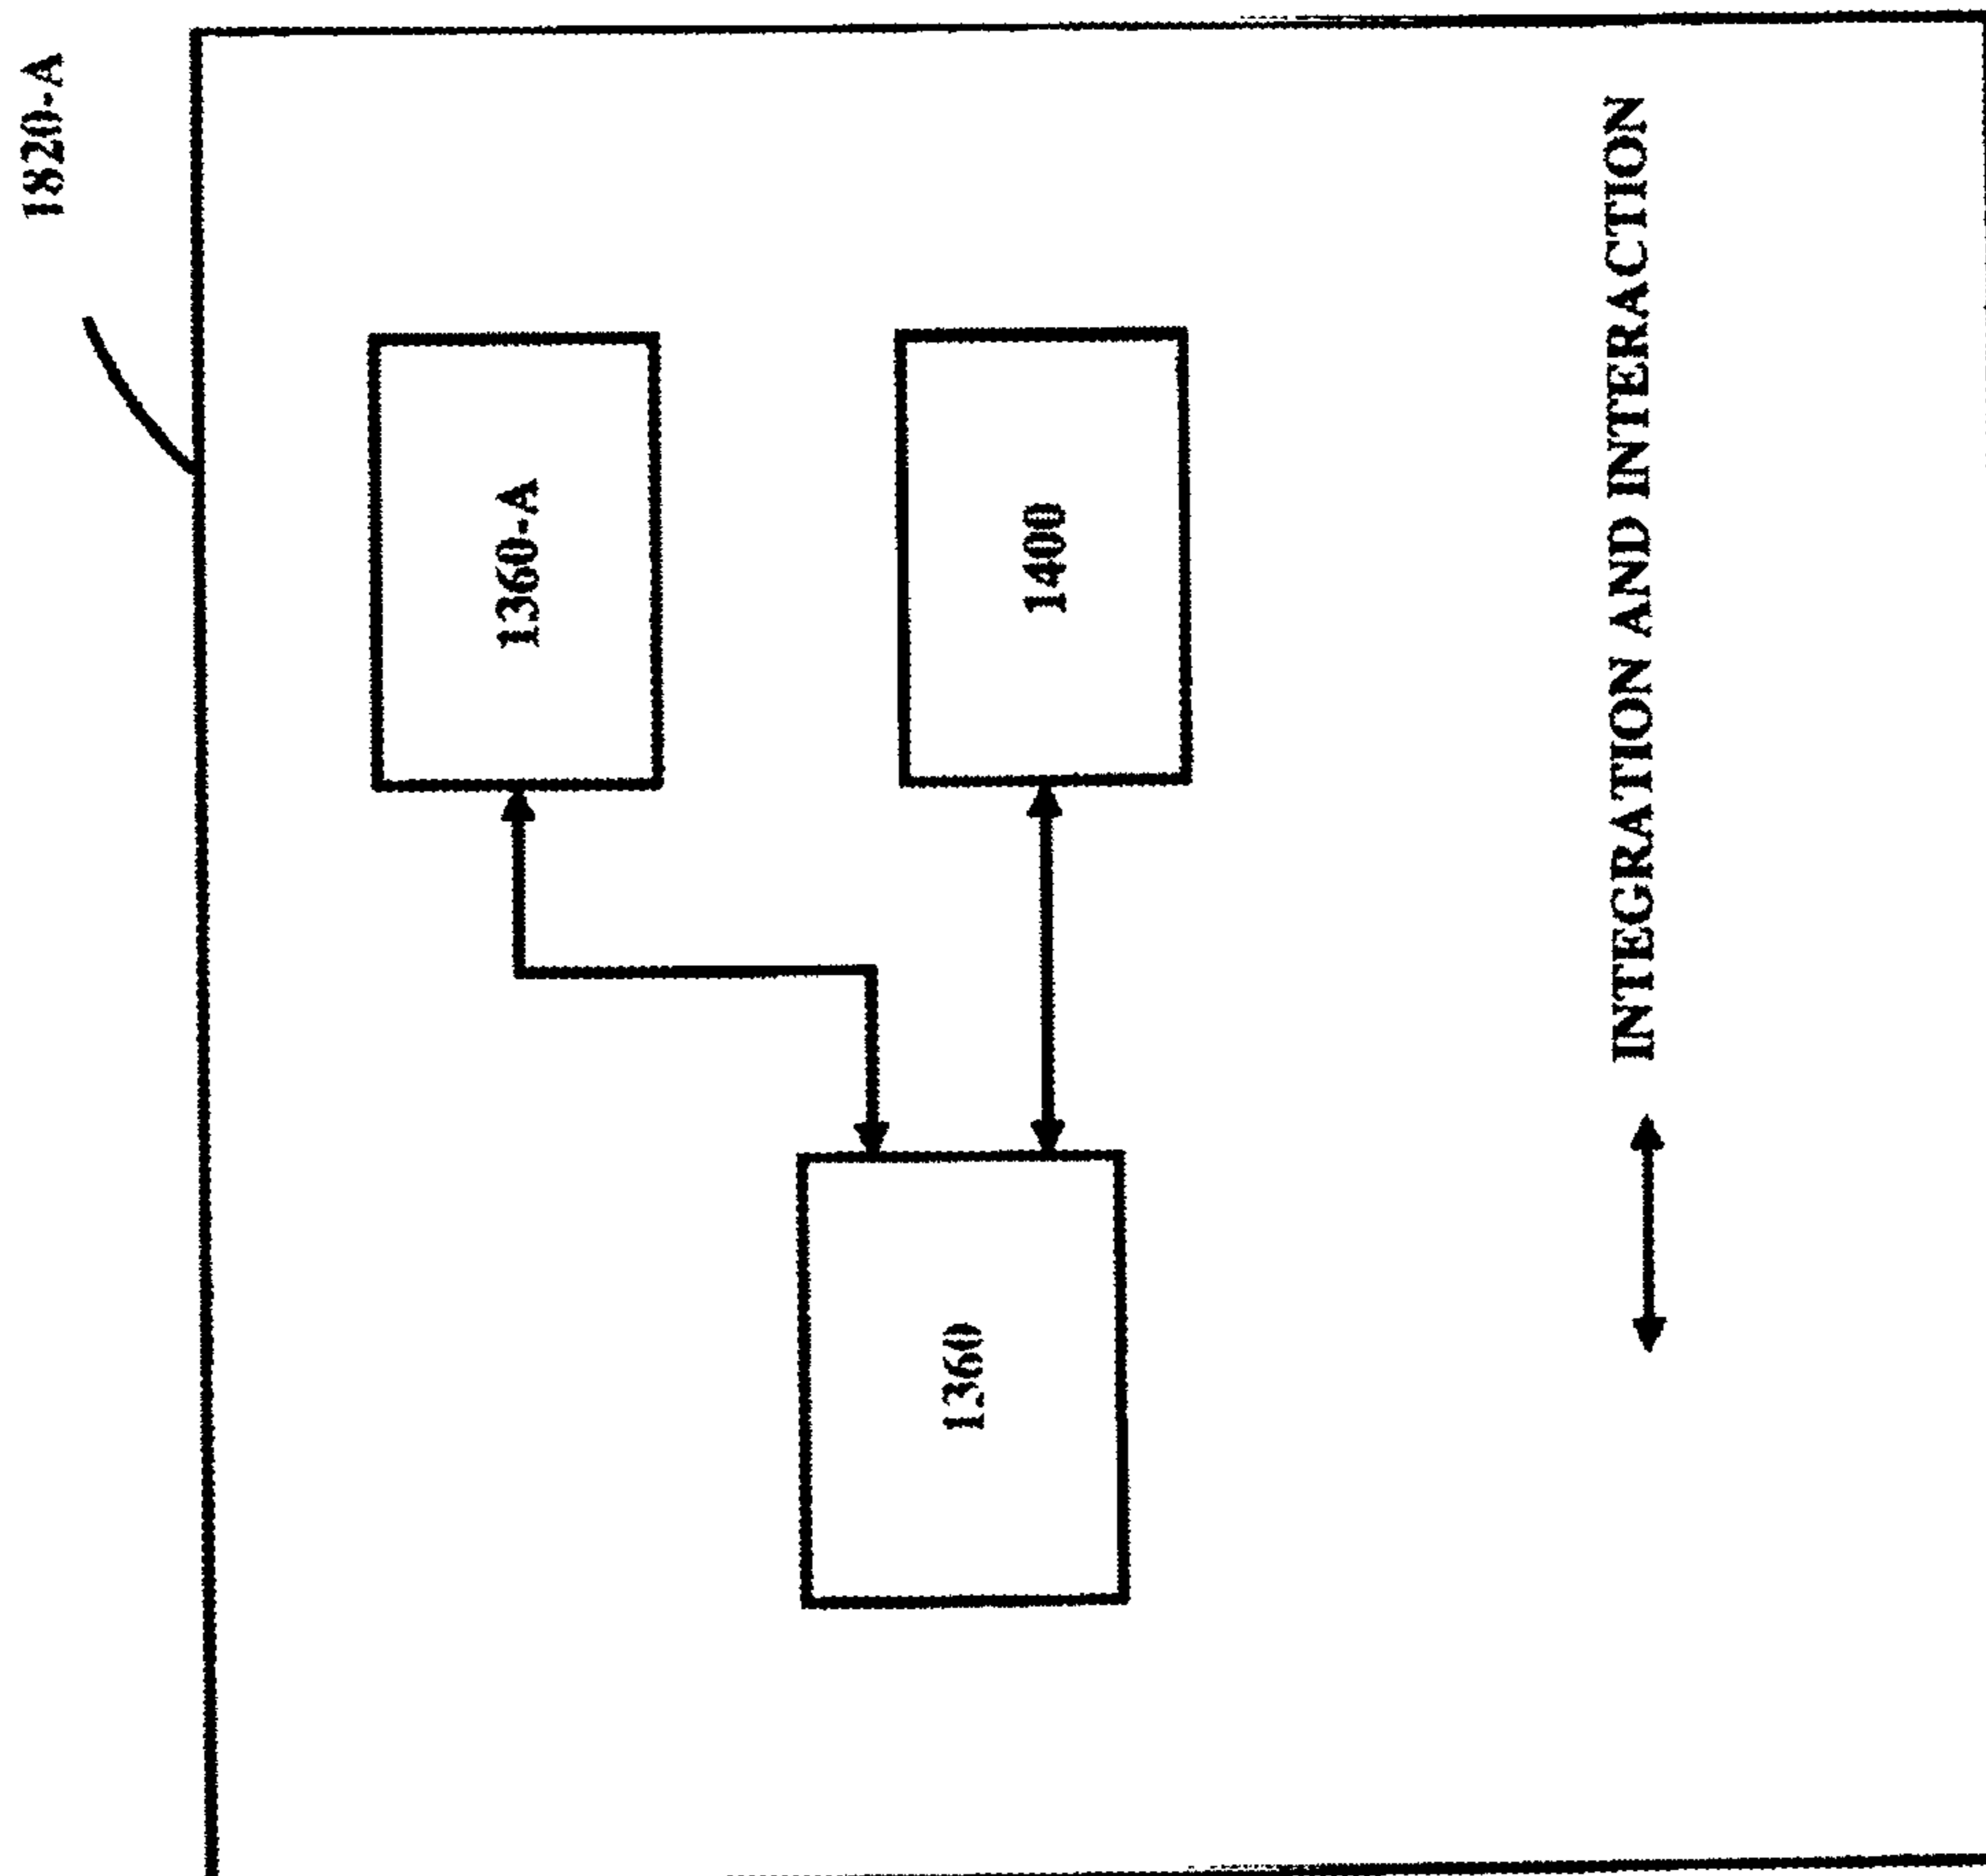 1820-A
1360-A
1360
1400
INTEGRATION AND INTERACTION